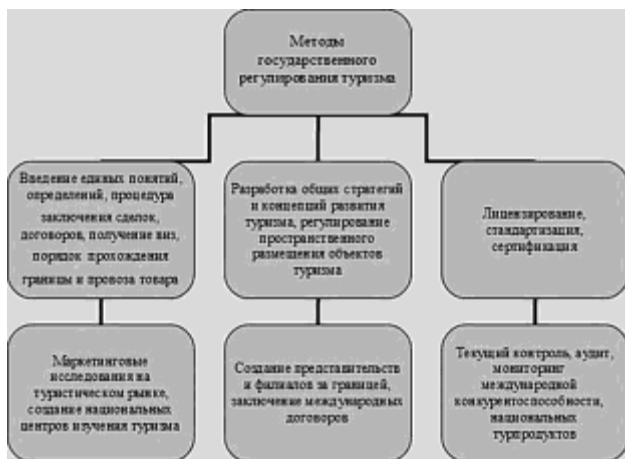 Методы
государственного
регулирования туризма
Введение единых понятий,
определений, процедура
заключения сделок,
договоров, получение виз,
порядок прохождения
границы и провоза товара
Разработка общих стратегий
и концепций развития
туризма, регулирование
пространственного
размещения объектов
туризма
Лицензирование,
стандартизация,
сертификация
Маркетинговые
исследования на
туристическом рынке,
создание национальных
центров изучения туризма
Создание представительств
и филиалов за границей,
заключение международных
договоров
Текущий контроль, аудит,
мониторинг
международной
конкурентоспособности,
национальных
турпродуктов